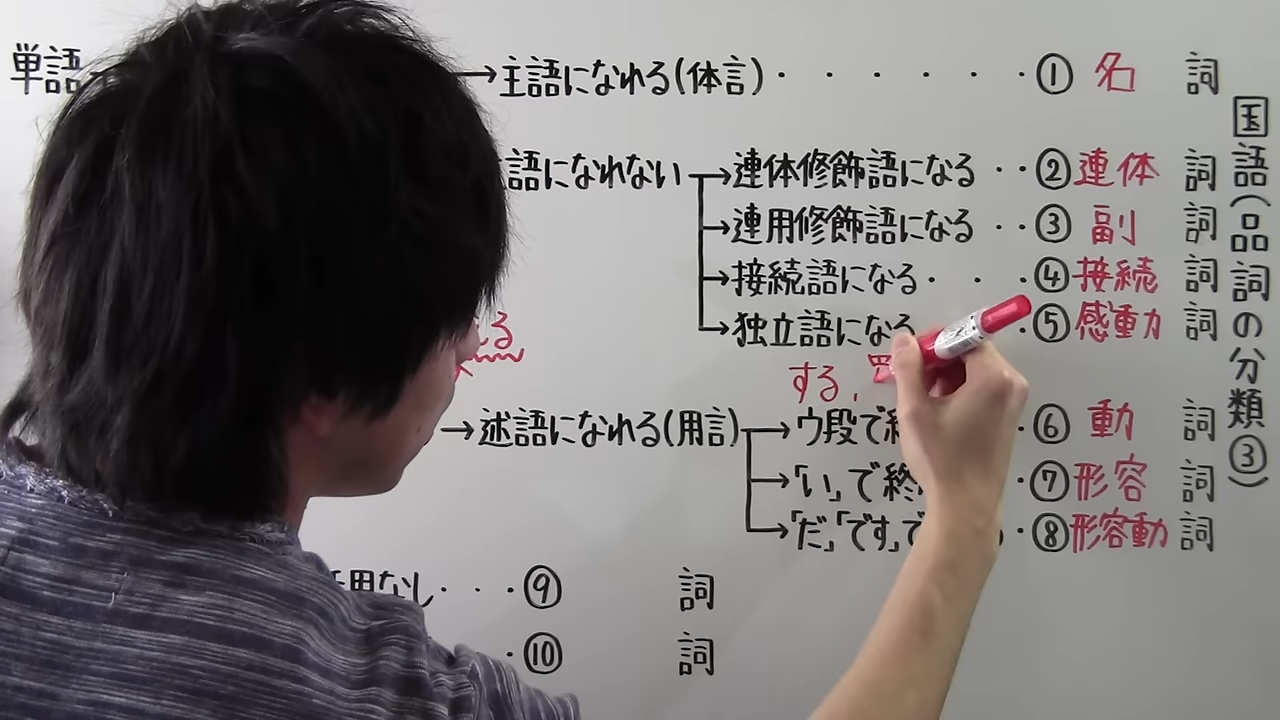 国語(品詞の分類③)
単語 →主語になれる(体言)・・・・・・・①名 詞
語になれない →連体修飾語になる・・②連体 詞
→連用修飾語になる・・③副 詞
→接続語になる・・・④接続 詞
→独立語になる ・⑤感動 詞
する,
→述語になれる(用言) →ウ段で ・⑥動 詞
→「い」で終 ・⑦形容 詞
→「だ」「です」で ・⑧形容動 詞
用なし・・・⑨ 詞
・⑩ 詞